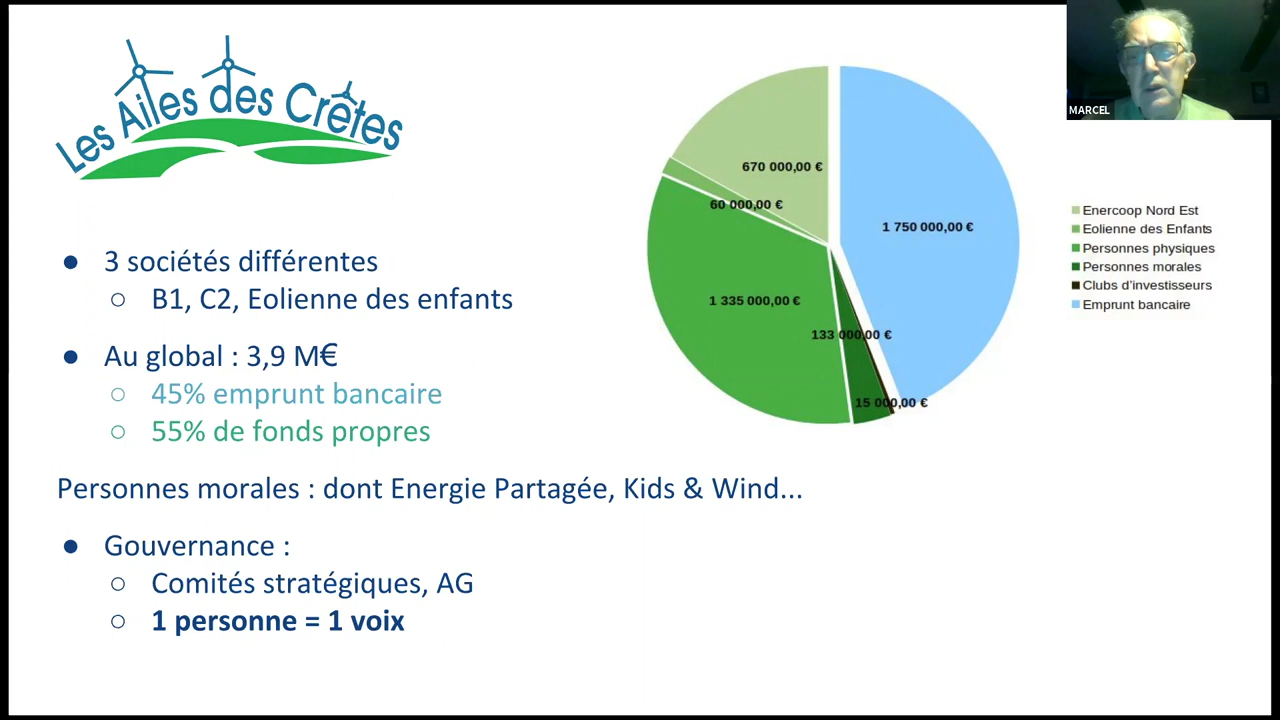 Les Ailes des Crêtes
MARCEL
● 3 sociétés différentes
○ B1, C2, Eolienne des enfants
● Au global : 3,9 M€
○ 45% emprunt bancaire
○ 55% de fonds propres
Personnes morales : dont Energie Partagée, Kids & Wind...
● Gouvernance :
○ Comités stratégiques, AG
○ 1 personne = 1 voix
670 000,00 €
60 000,00 €
1 750 000,00 €
1 335 000,00 €
133 000,00 €
15 000,00 €
Enercoop Nord Est
Eolienne des Enfants
Personnes physiques
Personnes morales
Clubs d'investisseurs
Emprunt bancaire